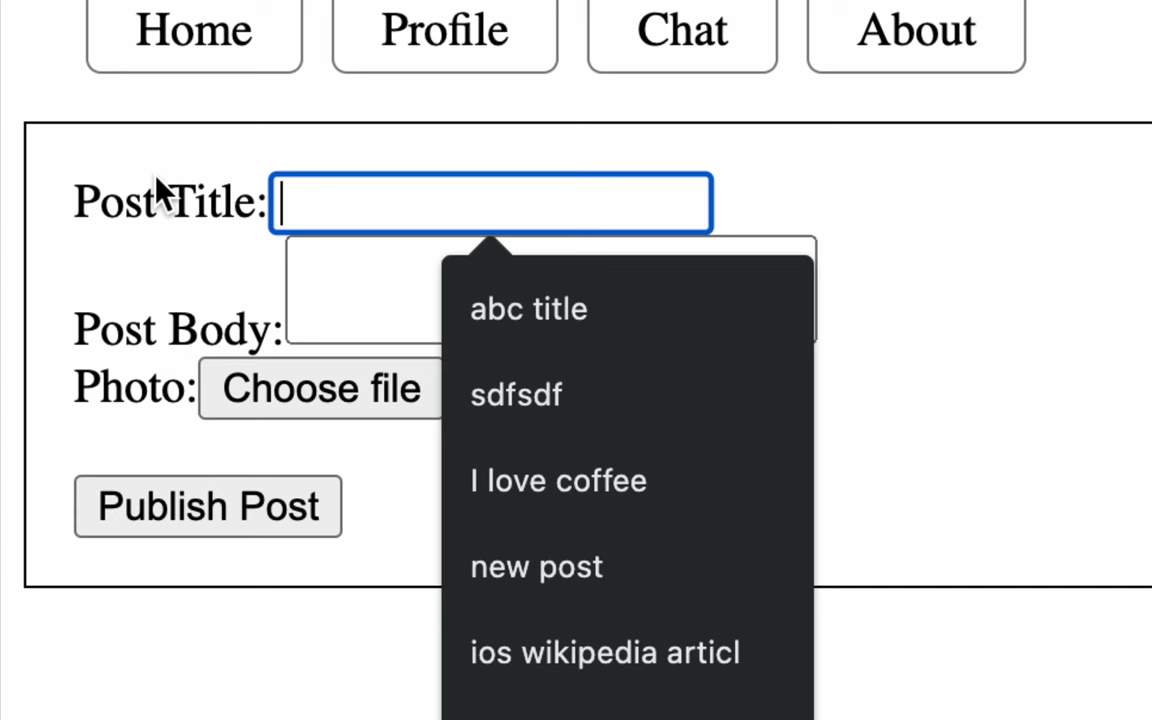 Home Profile Chat About
Post Title:
Post Body:
Photo: Choose file
Publish Post
abc title
sdfsdf
I love coffee
new post
ios wikipedia articl